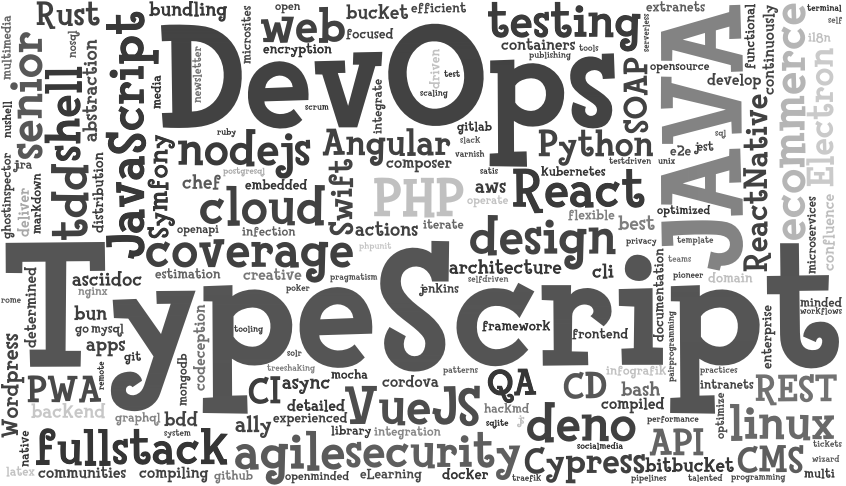 Rust
bundling
open
bucket
efficient
web
focused
encryption
testing
containers
tools
publishing
serverless
extranets
functional
continuously
ecommerce
terminal
self
i18n
multimedia
nosql
senior
JavaScript
media
newsletter
microsites
DevOps
scrum
integrate
driven
test
scaling
SOAP
opensource
develop
JAVA
Electron
nushell
tddshell
abstraction
ruby
nodejs
Angular
gitlab
slack
varnish
composer
Python
testdriven
unix
e2e
jest
sql
ReactNative
ghostinspector
jra
deliver
markdown
distribution
Symfony
postgresql
chef
embedded
Swift
PHP
aws
operate
satis
Kubernetes
React
optimized
microservices
confluence
cloud
openapi
infection
actions
iterate
flexible
best
design
privacy
template
coverage
phpunit
architecture
cli
teams
pioneer
domain
estimation
creative
pragmatism
poker
jenkins
selfdriven
documentation
asciidoc
nginx
rome
determined
TypeScript
bun
go
mysql
apps
git
tooling
framework
frontend
pairprogramming
enterprise
minded
workflows
codeception
mongodb
solr
treeshaking
mocha
patterns
infografik
practices
Wordpress
PWA
remote
backend
CI
async
cordova
QA
CD
bash
intranets
REST
graphql
bdd
system
ally
detailed
experienced
VueJS
hackmd
sqlite
jr
deno
compiled
performance
optimize
linux
native
fullstack
library
integration
agile
security
socialmedia
API
tickets
latex
communities
compiling
github
openminded
eLearning
docker
traefik
Cypress
bitbucket
pipelines
talented
programming
CMS
wizard
multi